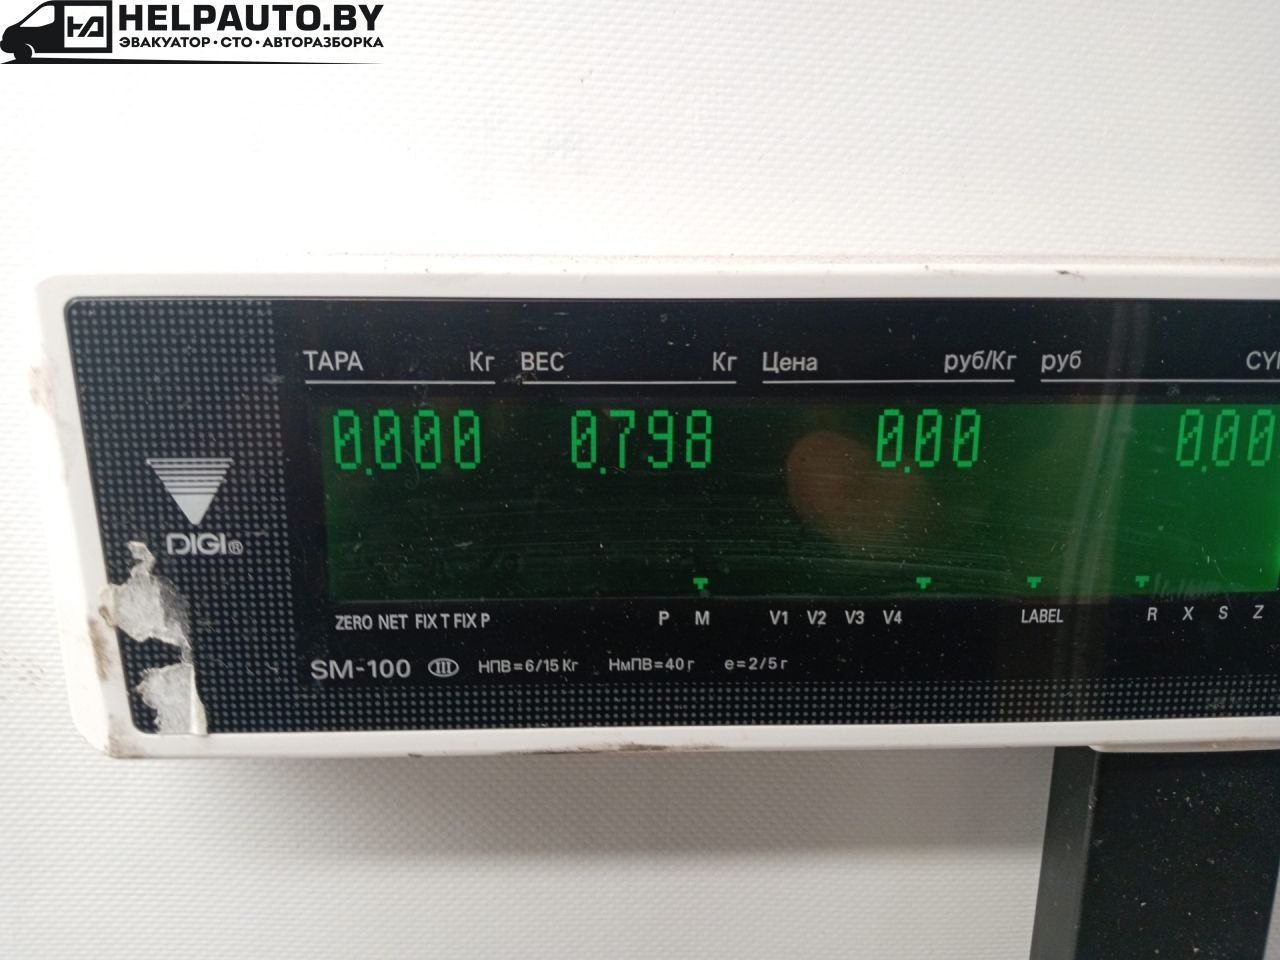 HELPAUTO.BY
ЭВАКУАТОР·СТО·АВТОРАЗБОРКА
ТАРА Кг ВЕС Кг Цена руб/Кг руб
0.000 0.798 0.00 0.00
DIGI®
ZERO NET FIX T FIX P P M V1 V2 V3 V4 LABEL R X S Z
SM-100 III НПВ=6/15 Кг НмПВ=40 г e=2/5 г